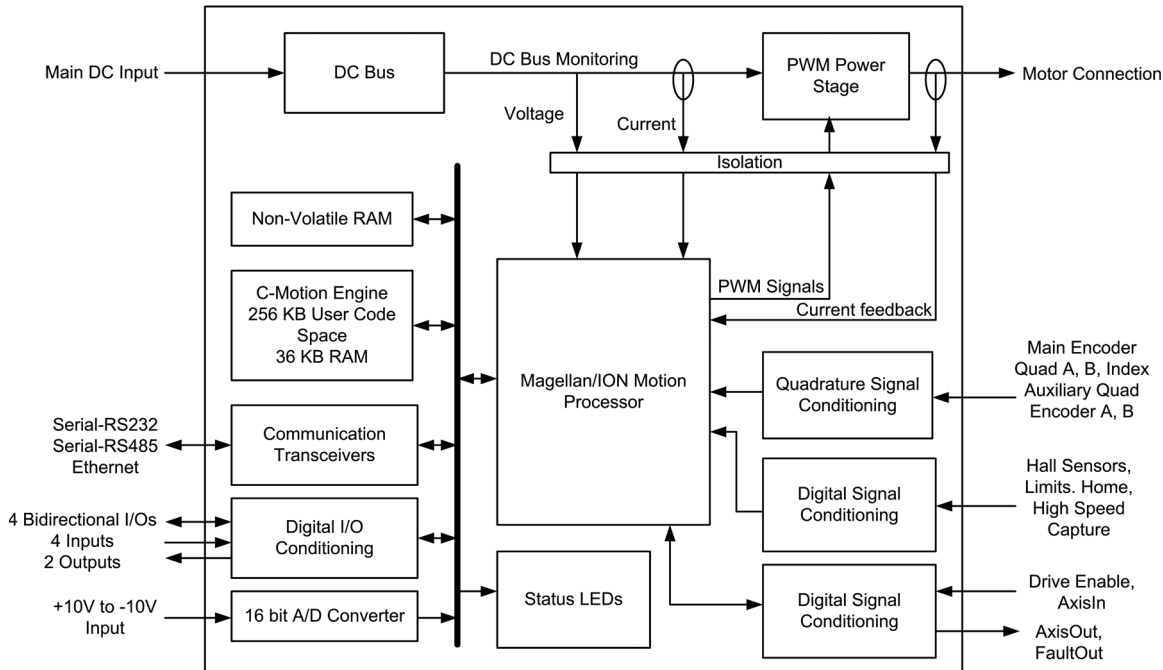 Main DC Input
DC Bus
DC Bus Monitoring
PWM Power
Stage
Motor Connection
Voltage
Current
Isolation
Non-Volatile RAM
C-Motion Engine
256 KB User Code
Space
36 KB RAM
Magellan/ION Motion
Processor
PWM Signals
Current feedback
Quadrature Signal
Conditioning
Main Encoder
Quad A, B, Index
Auxiliary Quad
Encoder A, B
Serial-RS232
Serial-RS485
Ethernet
Communication
Transceivers
Digital Signal
Conditioning
Hall Sensors,
Limits. Home,
High Speed
Capture
4 Bidirectional I/Os
4 Inputs
2 Outputs
Digital I/O
Conditioning
Status LEDs
Digital Signal
Conditioning
Drive Enable,
AxisIn
AxisOut,
FaultOut
+10V to -10V
Input
16 bit A/D Converter